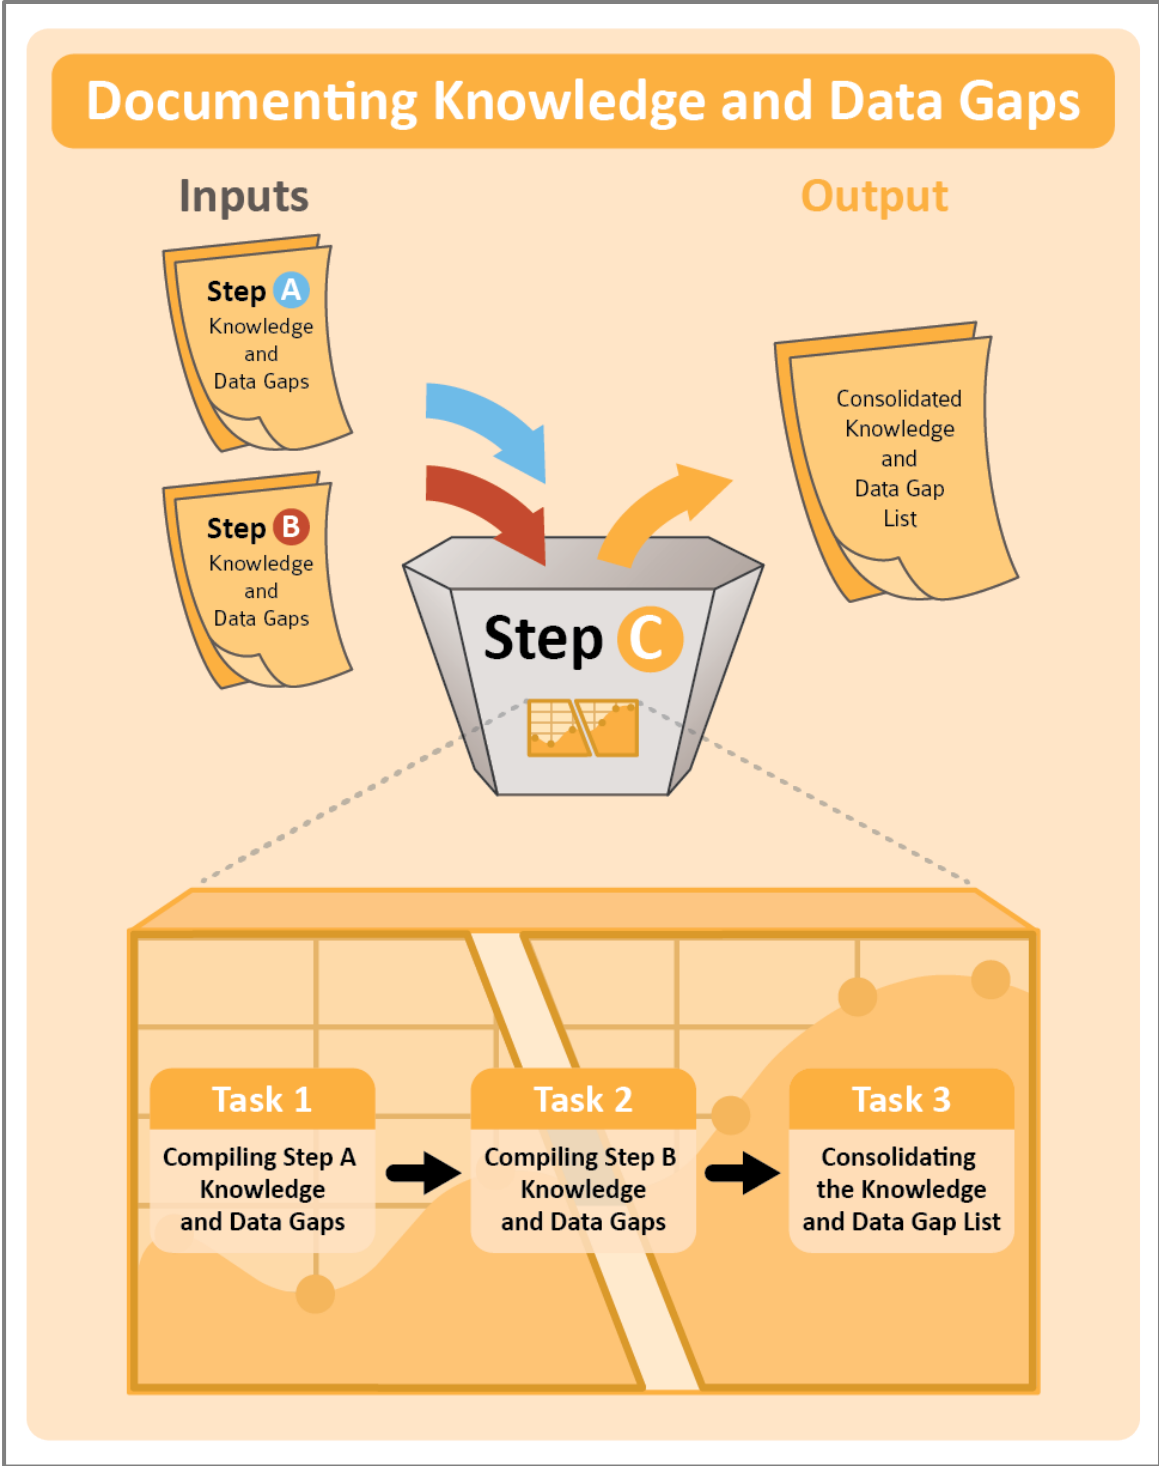 Documenting Knowledge and Data Gaps
Inputs
Output
Step A
Knowledge
and
Data Gaps
Step B
Knowledge
and
Data Gaps
Consolidated
Knowledge
and
Data Gap
List
Step C
Task 1
Compiling Step A
Knowledge
and Data Gaps
Task 2
Compiling Step B
Knowledge
and Data Gaps
Task 3
Consolidating
the Knowledge
and Data Gap List